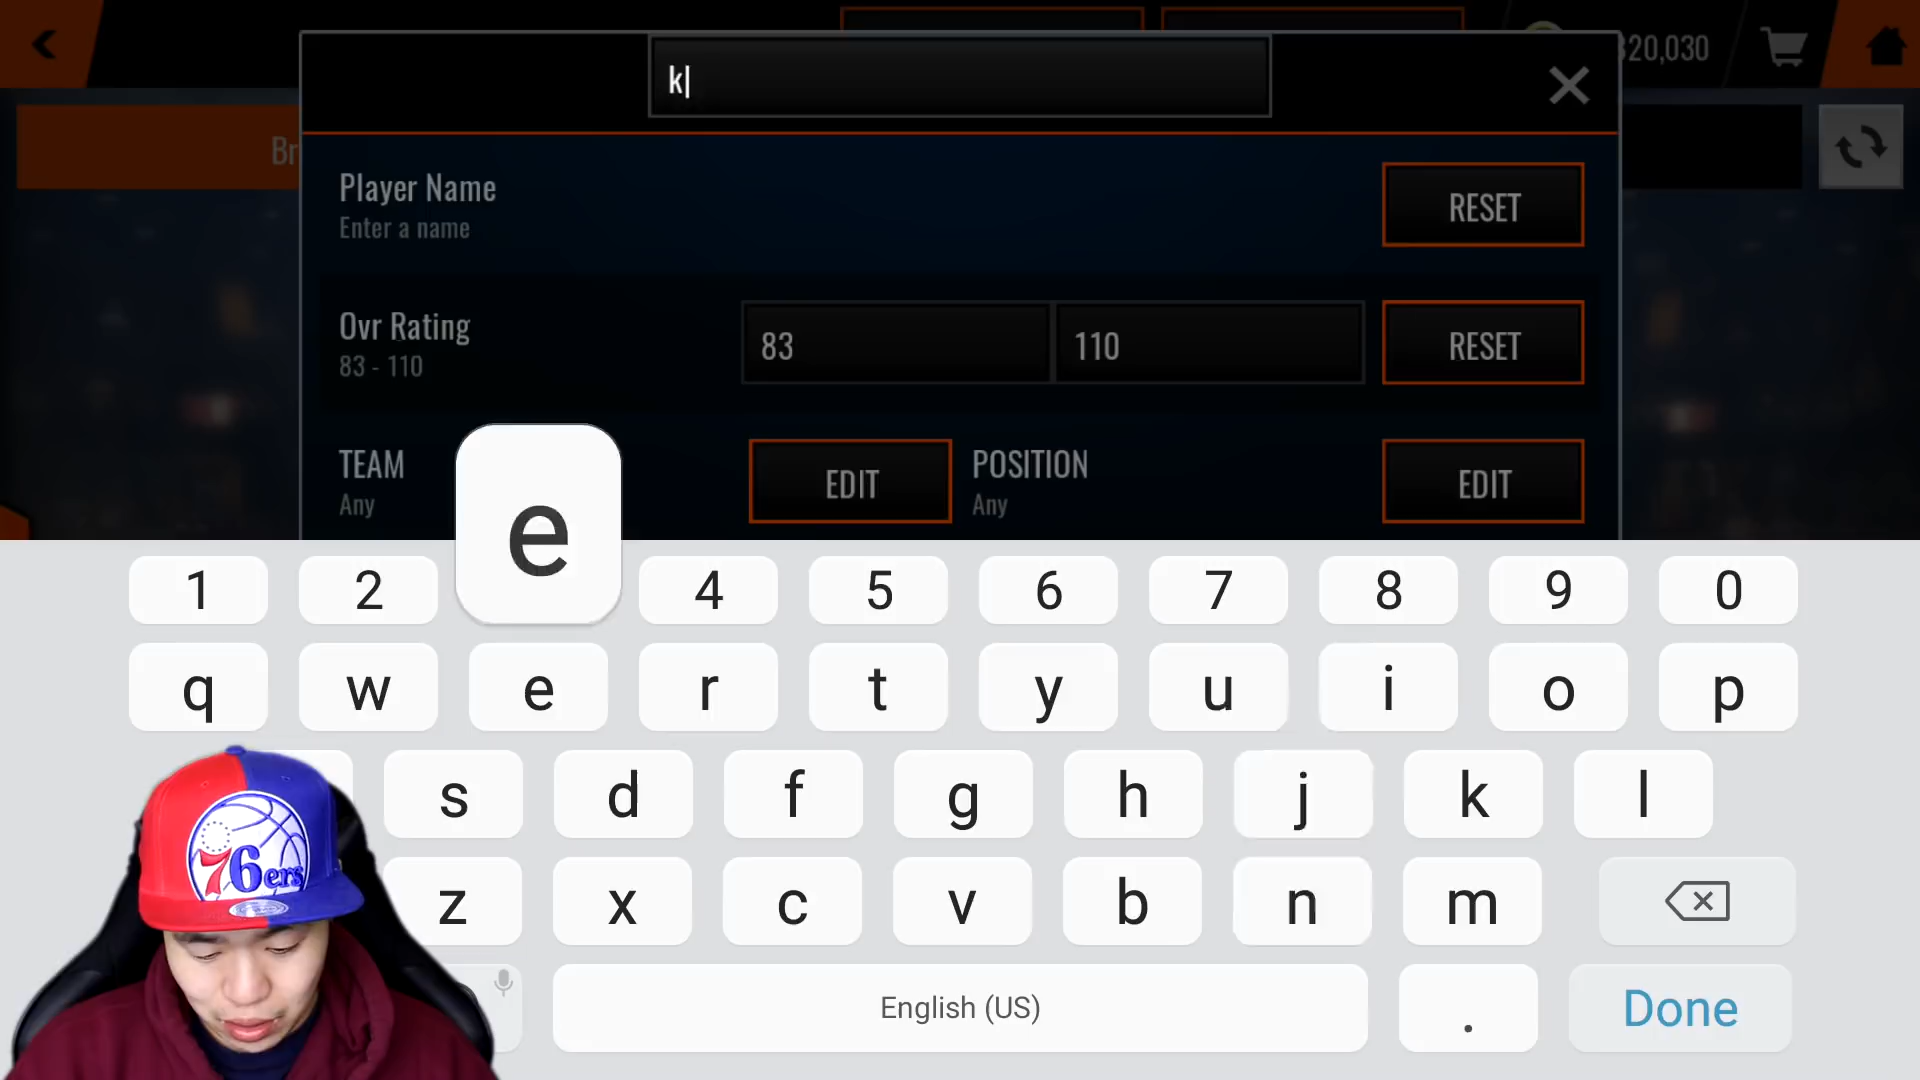 k
320,030
Br
Player Name
RESET
Enter a name
Ovr Rating
83
110
RESET
83 - 110
TEAM
EDIT
POSITION
EDIT
Any
Any
e
1 2 4 5 6 7 8 9 0
q w e r t y u i o p
s d f g h j k l
z x c v b n m
English (US)
.
Done
76ers